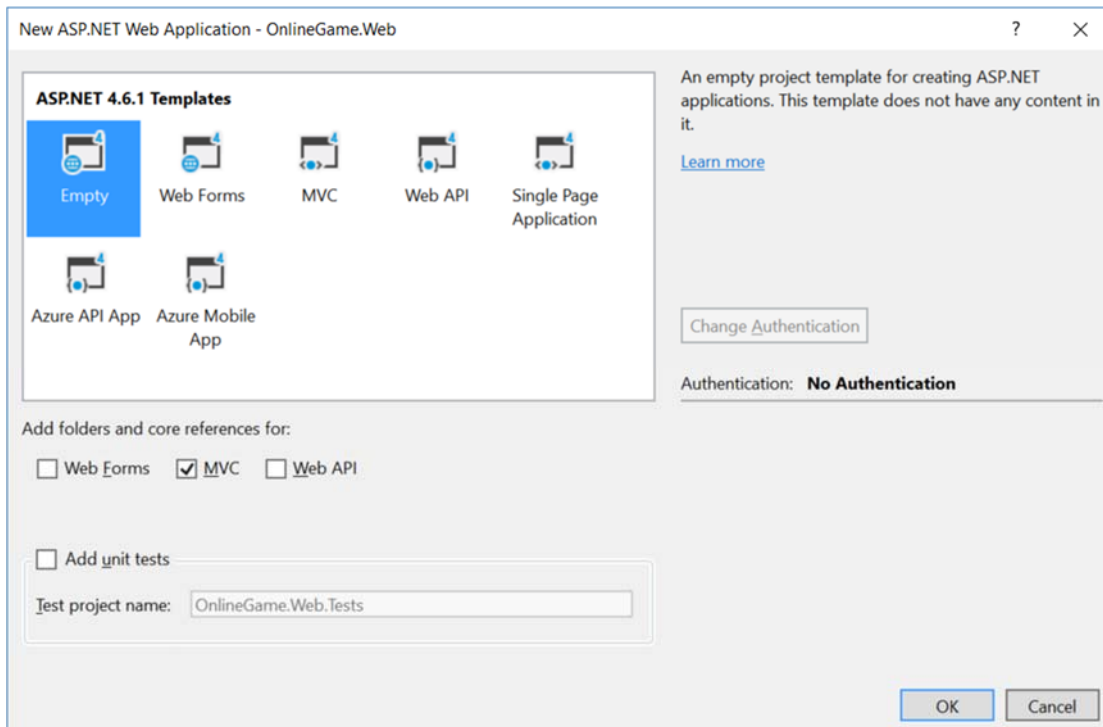 New ASP.NET Web Application - OnlineGame.Web
ASP.NET 4.6.1 Templates
Empty
Web Forms
MVC
Web API
Single Page
Application
Azure API App
Azure Mobile
App
An empty project template for creating ASP.NET
applications. This template does not have any content in
it.
Learn more
Change Authentication
Authentication: No Authentication
Add folders and core references for:
Web Forms
MVC
Web API
Add unit tests
Test project name: OnlineGame.Web.Tests
OK
Cancel